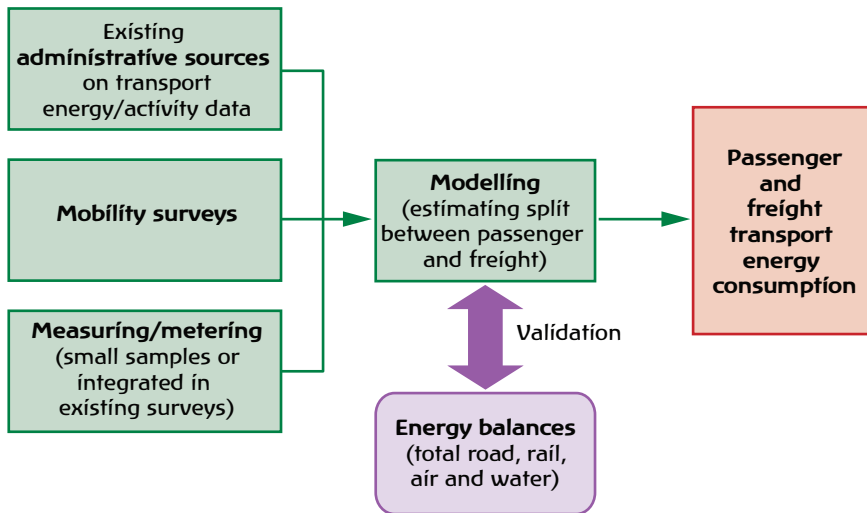 Existing
administrative sources
on transport
energy/activity data
Mobility surveys
Measuring/metering
(small samples or
integrated in
existing surveys)
Modelling
(estimating split
between passenger
and freight)
Validation
Energy balances
(total road, rail,
air and water)
Passenger
and
freight
transport
energy
consumption